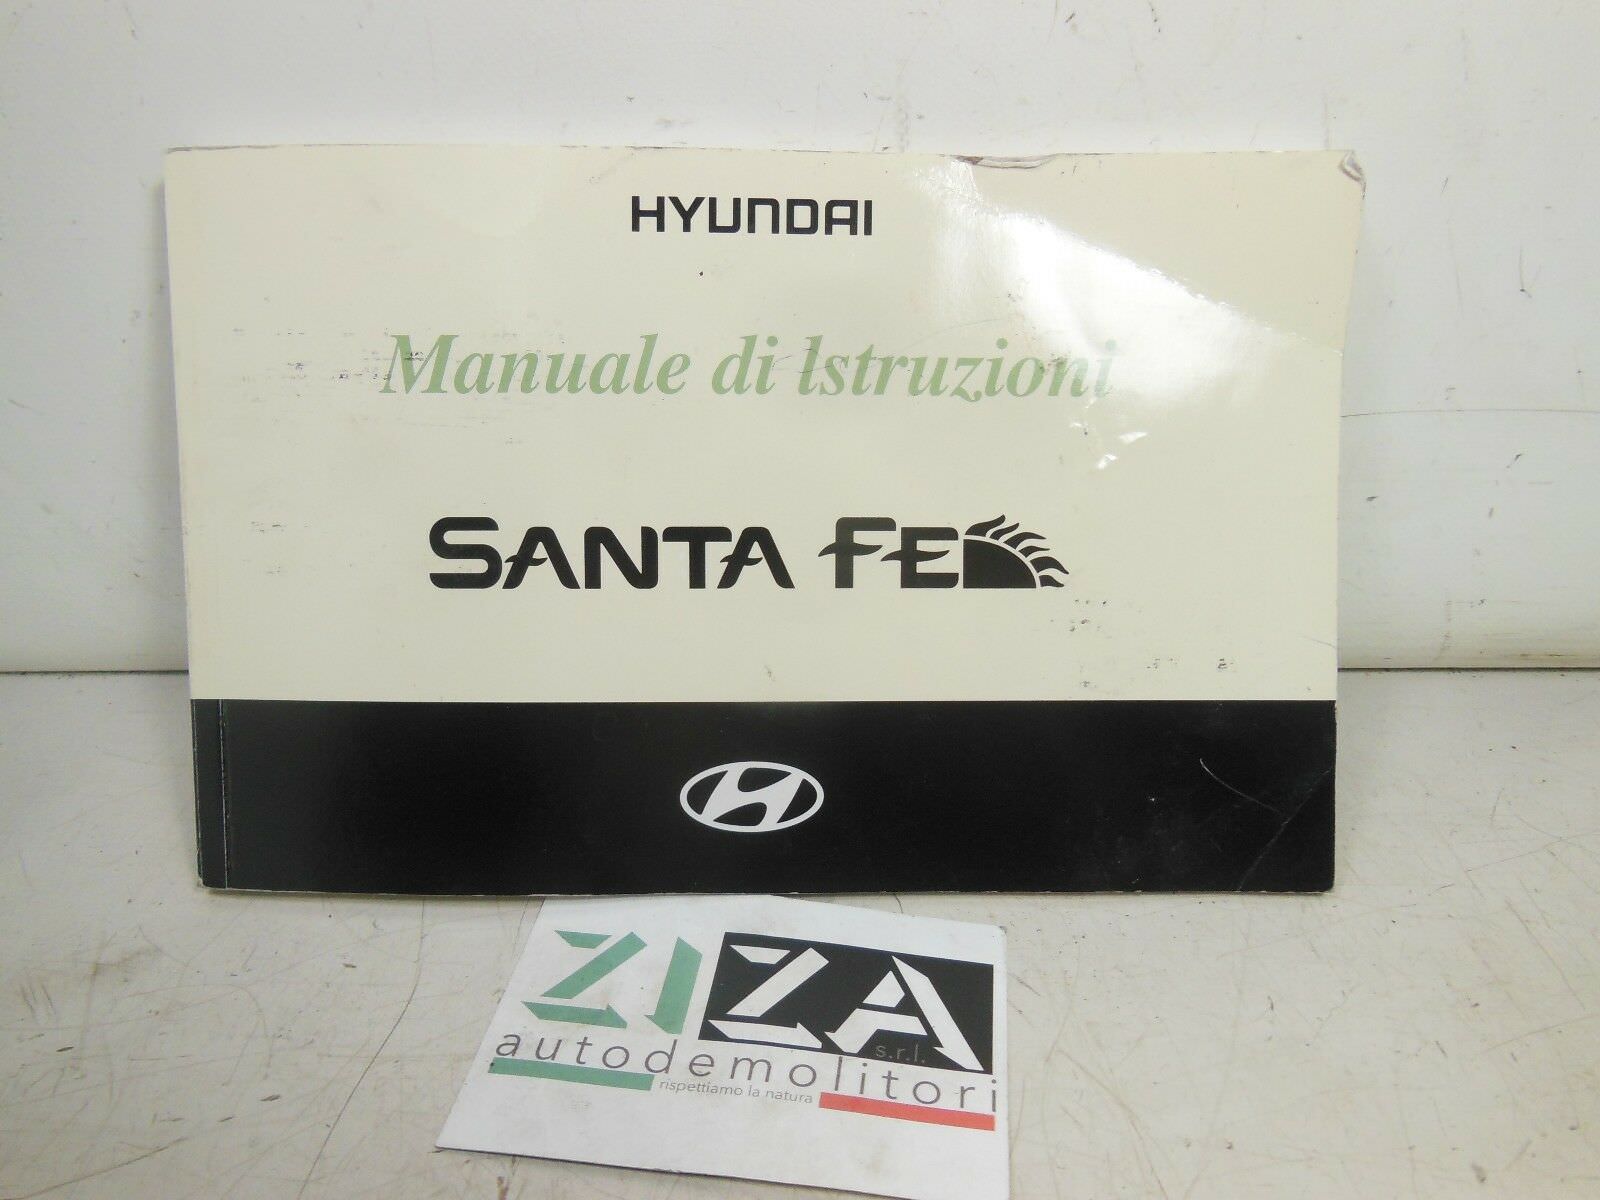 HYUNDAI
Manuale di Istruzioni
SANTA FE
ZIZA
s.r.l.
autodemolitori
rispettiamo la natura